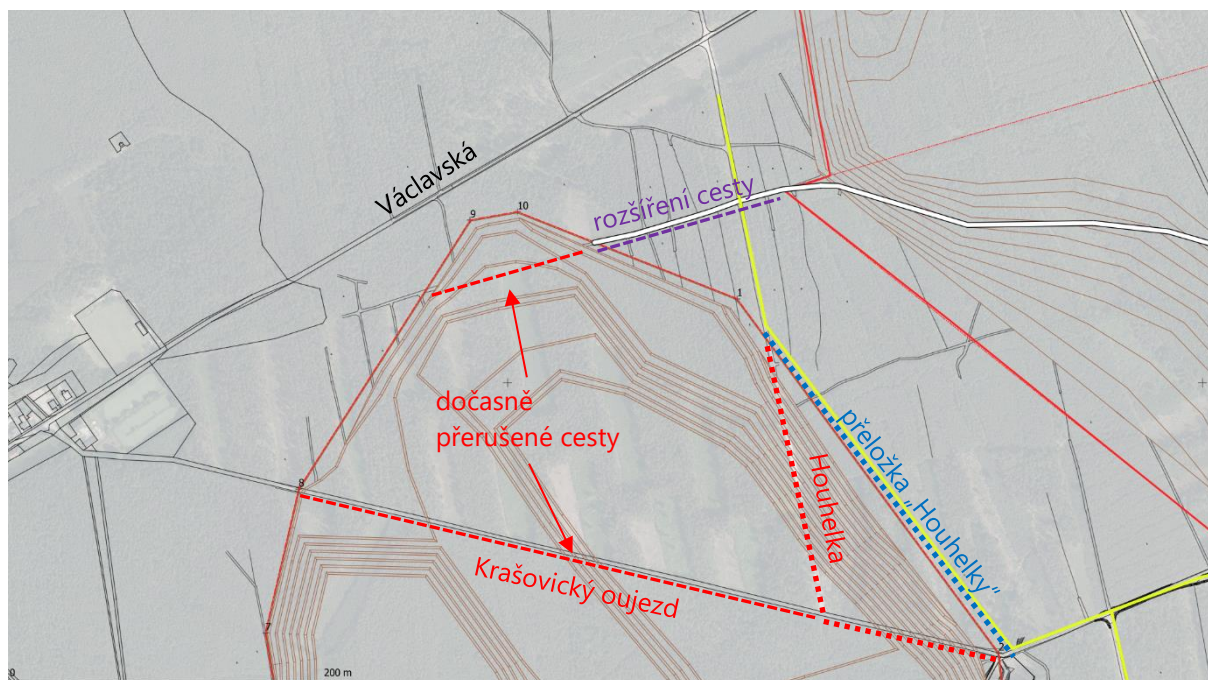 Václavská
10
9
rozšíření cesty
1
dočasně
přerušené cesty
přeložka „Houhelky“
Houhelka
8
Krašovický oujezd
7
2
200 m